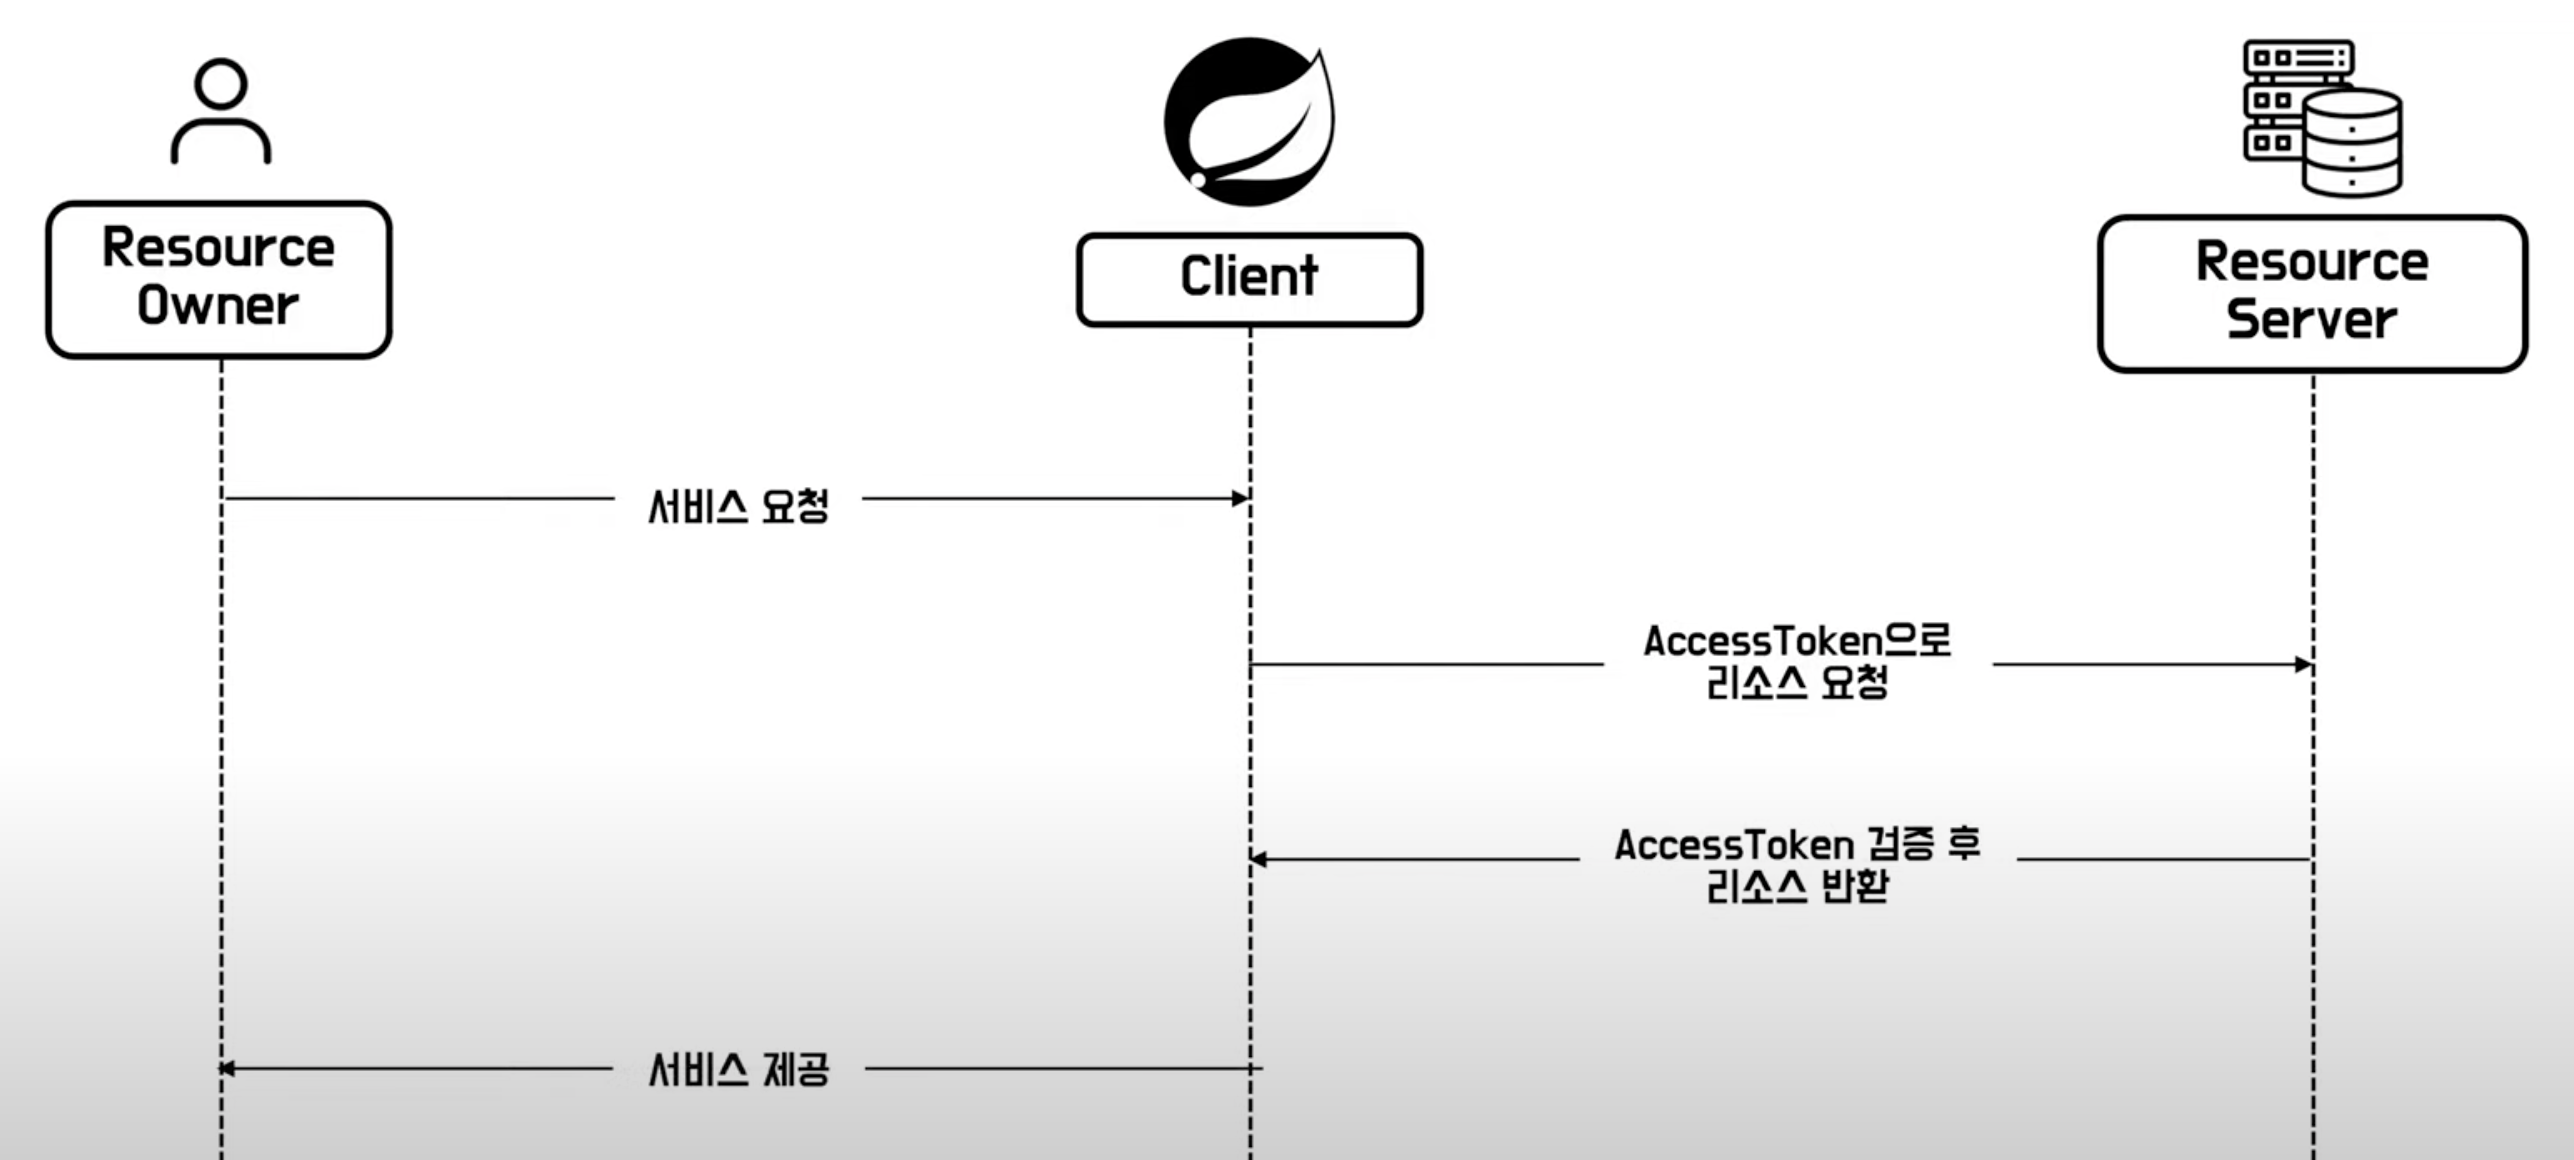 Resource
Owner
Client
Resource
Server
서비스 요청
AccessToken으로
리소스 요청
AccessToken 검증 후
리소스 반환
서비스 제공